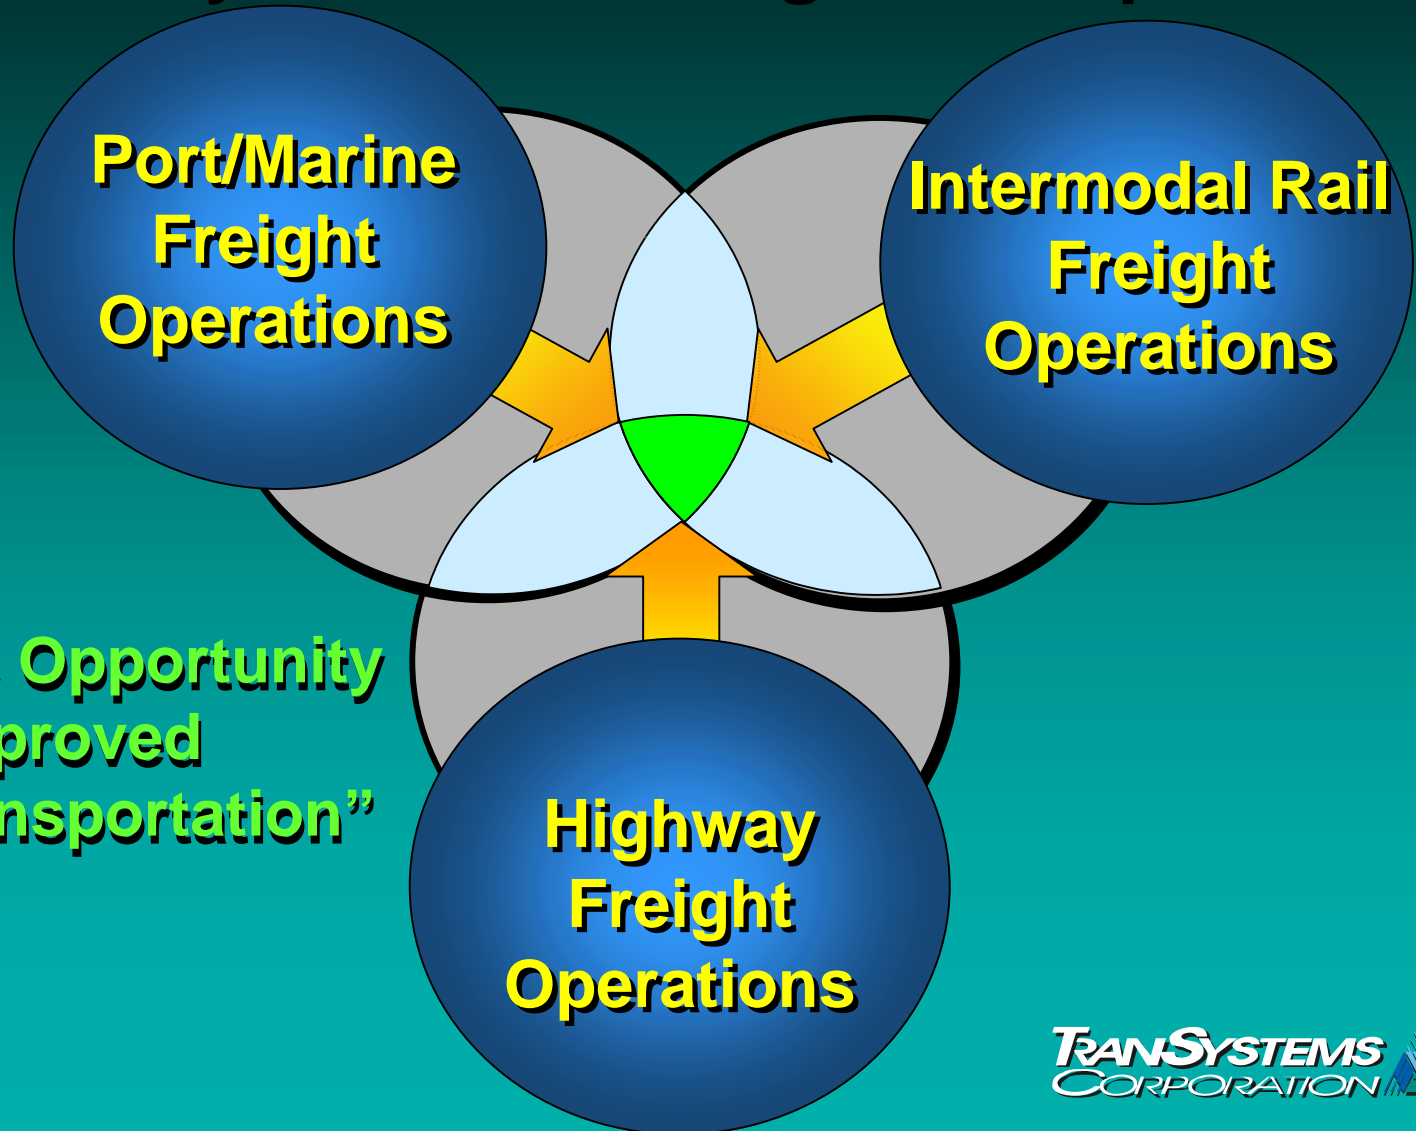 Port/Marine
Freight
Operations
Intermodal Rail
Freight
Operations
Opportunity
proved
nsportation”
Highway
Freight
Operations
TRANSYSTEMS
CORPORATION